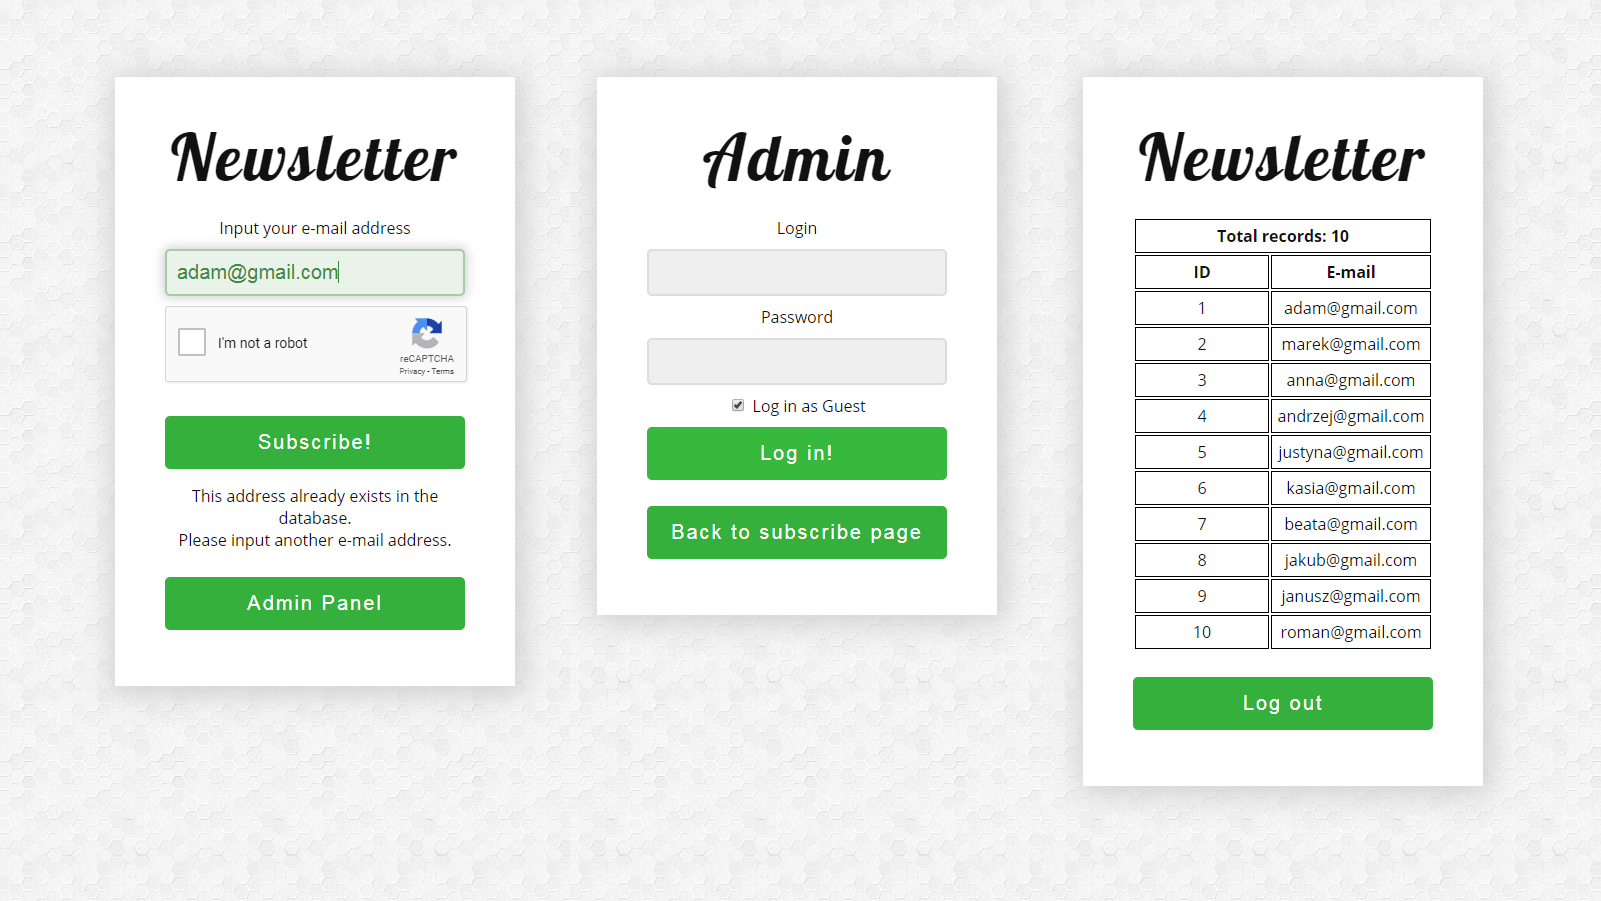 Newsletter
Input your e-mail address
adam@gmail.com
I'm not a robot
reCAPTCHA
Privacy - Terms
Subscribe!
This address already exists in the
database.
Please input another e-mail address.
Admin Panel
Admin
Login
Password
Log in as Guest
Log in!
Back to subscribe page
Newsletter
Total records: 10
ID E-mail
1 adam@gmail.com
2 marek@gmail.com
3 anna@gmail.com
4 andrzej@gmail.com
5 justyna@gmail.com
6 kasia@gmail.com
7 beata@gmail.com
8 jakub@gmail.com
9 janusz@gmail.com
10 roman@gmail.com
Log out